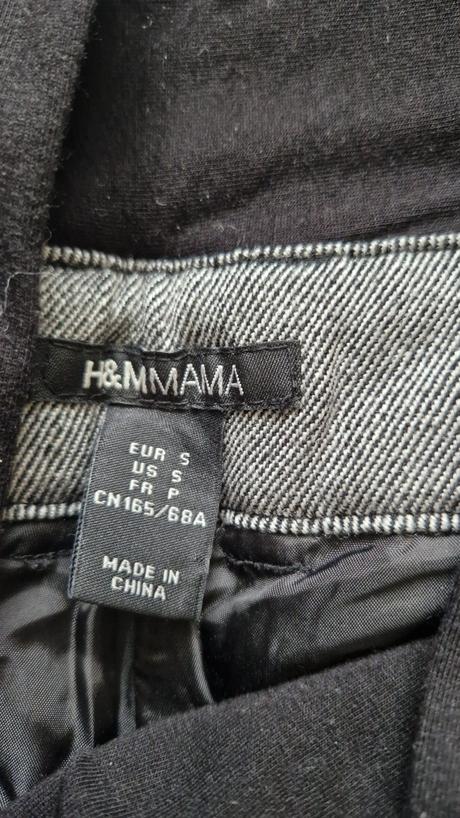 H&MMAMA
EUR S
US S
FR P
CN165/68A
MADE IN
CHINA